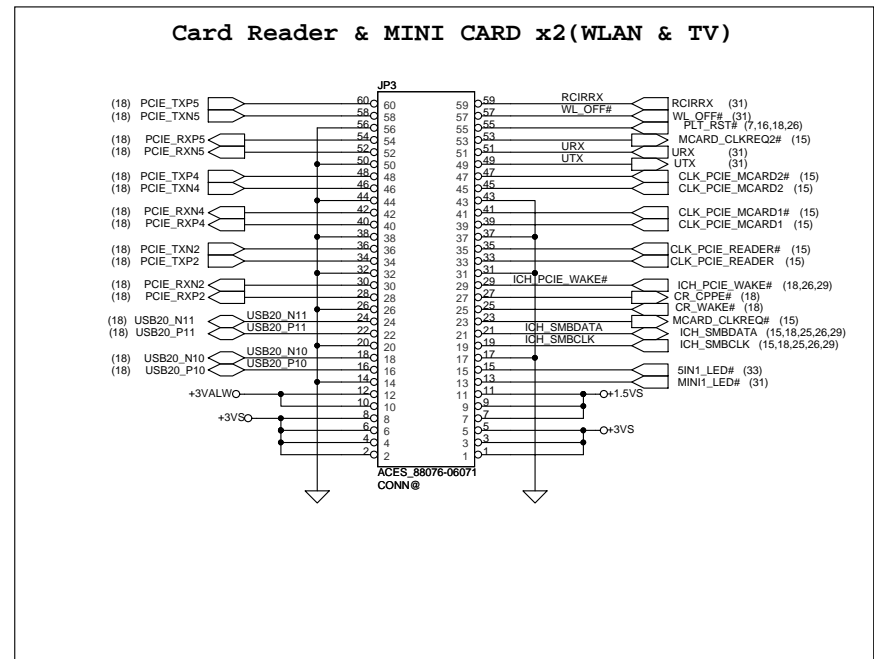 Card Reader & MINI CARD x2(WLAN & TV)
JP3
(18) PCIE_TXP5 60 60 59 59 RCIRRX RCIRRX (31)
(18) PCIE_TXN5 58 58 57 57 WL_OFF# WL_OFF# (31)
56 56 55 55 PLT_RST# (7,16,18,26)
(18) PCIE_RXP5 54 54 53 53 MCARD_CLKREQ2# (15)
(18) PCIE_RXN5 52 52 51 51 URX URX (31)
50 50 49 49 UTX UTX (31)
(18) PCIE_TXP4 48 48 47 47 CLK_PCIE_MCARD2# (15)
(18) PCIE_TXN4 46 46 45 45 CLK_PCIE_MCARD2 (15)
44 44 43 43
(18) PCIE_RXN4 42 42 41 41 CLK_PCIE_MCARD1# (15)
(18) PCIE_RXP4 40 40 39 39 CLK_PCIE_MCARD1 (15)
38 38 37 37
(18) PCIE_TXN2 36 36 35 35 CLK_PCIE_READER# (15)
(18) PCIE_TXP2 34 34 33 33 CLK_PCIE_READER (15)
32 32 31 31
(18) PCIE_RXN2 30 30 29 29 ICH_PCIE_WAKE# ICH_PCIE_WAKE# (18,26,29)
(18) PCIE_RXP2 28 28 27 27 CR_CPPE# (18)
26 26 25 25 CR_WAKE# (18)
(18) USB20_N11 USB20_N11 24 24 23 23 MCARD_CLKREQ# (15)
(18) USB20_P11 USB20_P11 22 22 21 21 ICH_SMBDATA ICH_SMBDATA (15,18,25,26,29)
20 20 19 19 ICH_SMBCLK ICH_SMBCLK (15,18,25,26,29)
(18) USB20_N10 USB20_N10 18 18 17 17
(18) USB20_P10 USB20_P10 16 16 15 15 5IN1_LED# (33)
14 14 13 13 MINI1_LED# (31)
+3VALW 12 12 11 11 +1.5VS
10 10 9 9
+3VS 8 8 7 7
6 6 5 5 +3VS
4 4 3 3
2 2 1 1
ACES_88076-06071
CONN@